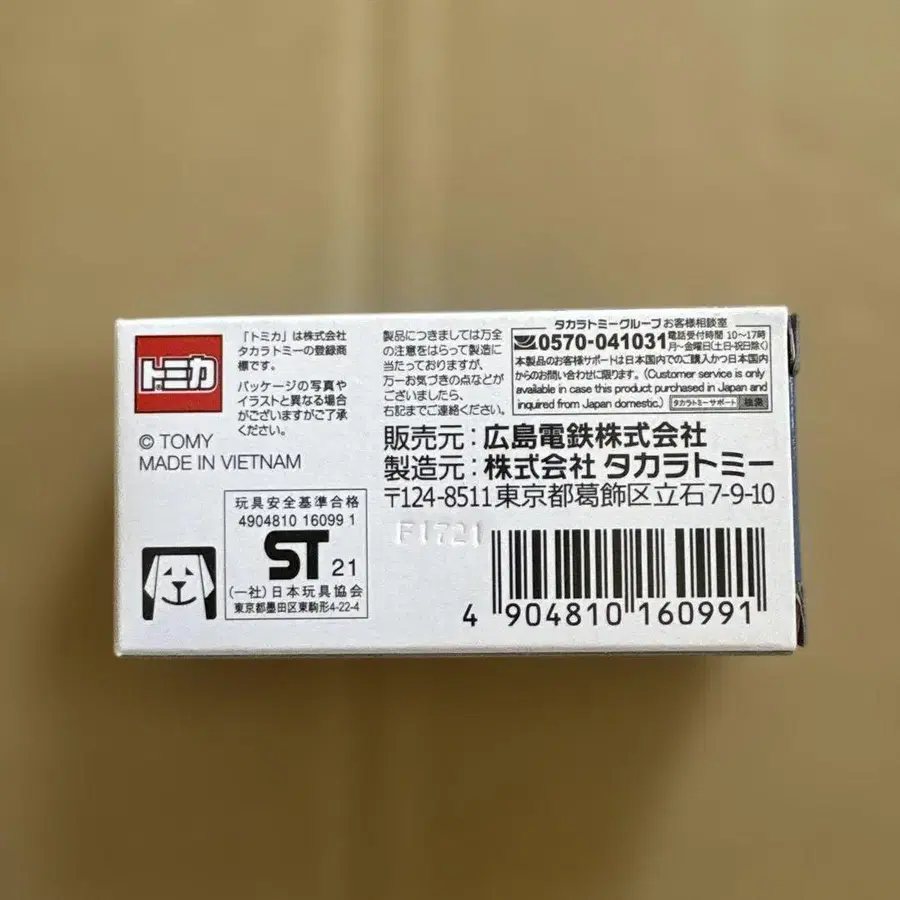 トミカ
「トミカ」は株式会社
タカラトミーの登録商
標です。
パッケージの写真や
イラストと異なる場合
がございますがご了承
ください。
© TOMY
MADE IN VIETNAM
製品につきましては万全
の注意をはらって製造に
当たっておりますが、
万一お気づきの点などが
ございましたら、
右記までご連絡ください。
タカラトミーグループお客様相談室
0570-041031 電話受付時間 10〜17時
月〜金曜日(土日・祝日除く)
本製品のお客様サポートは日本国内でのご購入かつ日本国内
からのお問い合わせに限ります。(Customer service is only
available in case this product purchased in Japan and
inquired from Japan domestic.) タカラトミーサポート 検索
販売元:広島電鉄株式会社
製造元:株式会社 タカラトミー
〒124-8511東京都葛飾区立石7-9-10
F1721
玩具安全基準合格
4904810 16099 1
ST 21
(一社)日本玩具協会
東京都墨田区東駒形4-22-4
4 904810 160991